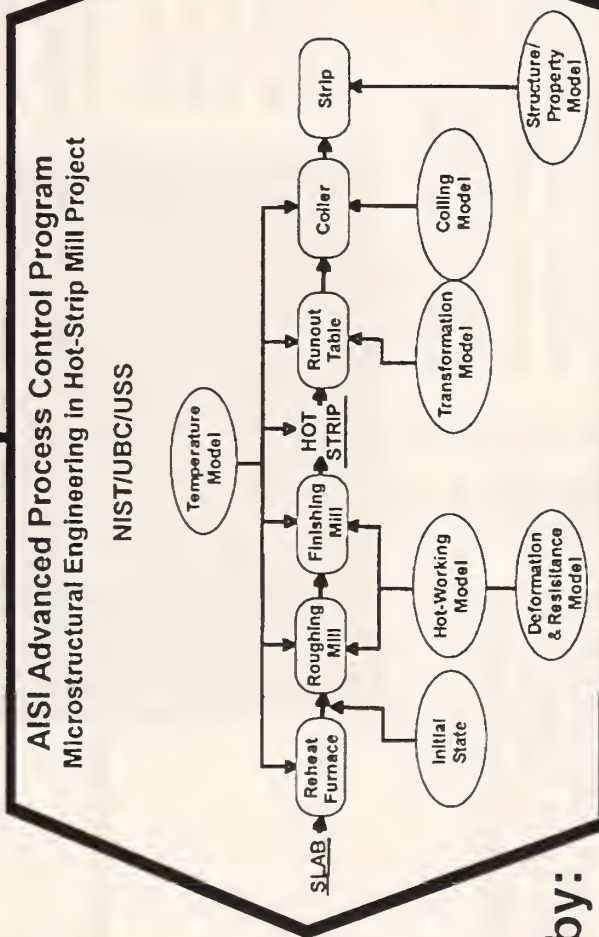 AISI Advanced Process Control Program
Microstructural Engineering in Hot-Strip Mill Project
NIST/UBC/USS
Temperature
Model
SLAB
Reheat
Furnace
Roughing
Mill
Finishing
Mill
HOT
STRIP
Runout
Table
Coiler
Strip
Initial
State
Hot-Working
Model
Deformation
& Resisitance
Model
Transformation
Model
Coiling
Model
Structure/
Property
Model
by: